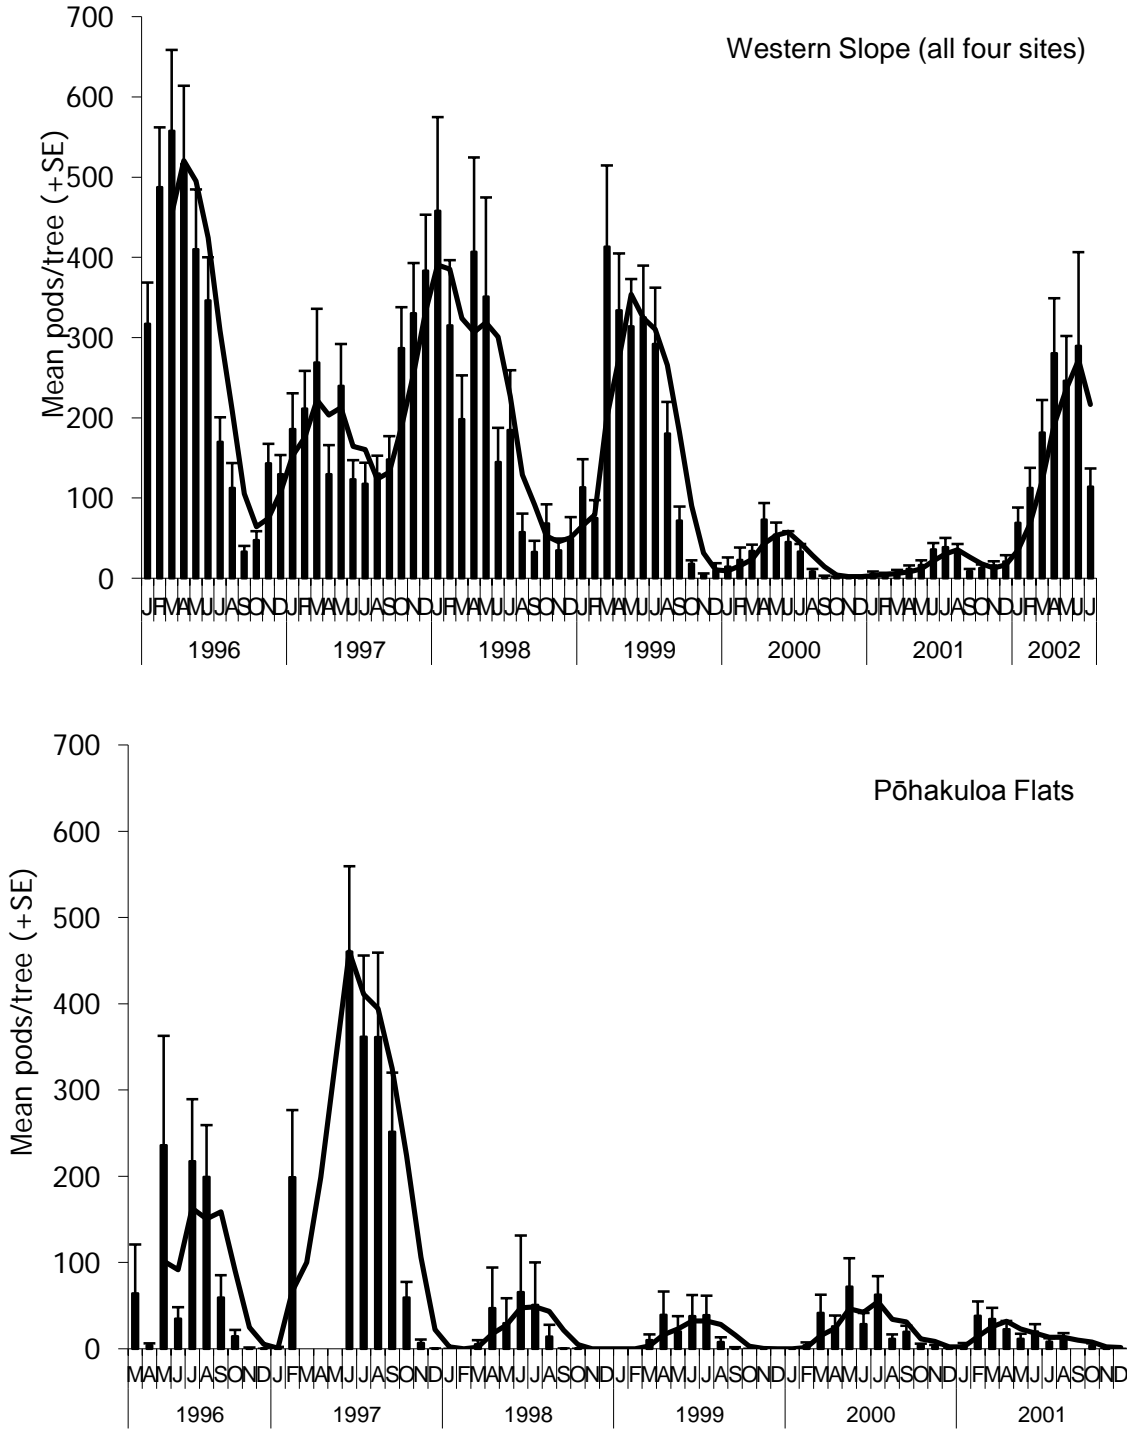 700
Western Slope (all four sites)
600
500
400
300
200
100
0
Mean pods/tree (+SE)
JFMAMJJASONDJFMAMJJASONDJFMAMJJASONDJFMAMJJASONDJFMAMJJASONDJFMAMJJASONDJFMAMJJ
1996 1997 1998 1999 2000 2001 2002
700
Pōhakuloa Flats
600
500
400
300
200
100
0
Mean pods/tree (+SE)
MAMJJASONDJFMAMJJASONDJFMAMJJASONDJFMAMJJASONDJFMAMJJASONDJFMAMJJASOND
1996 1997 1998 1999 2000 2001